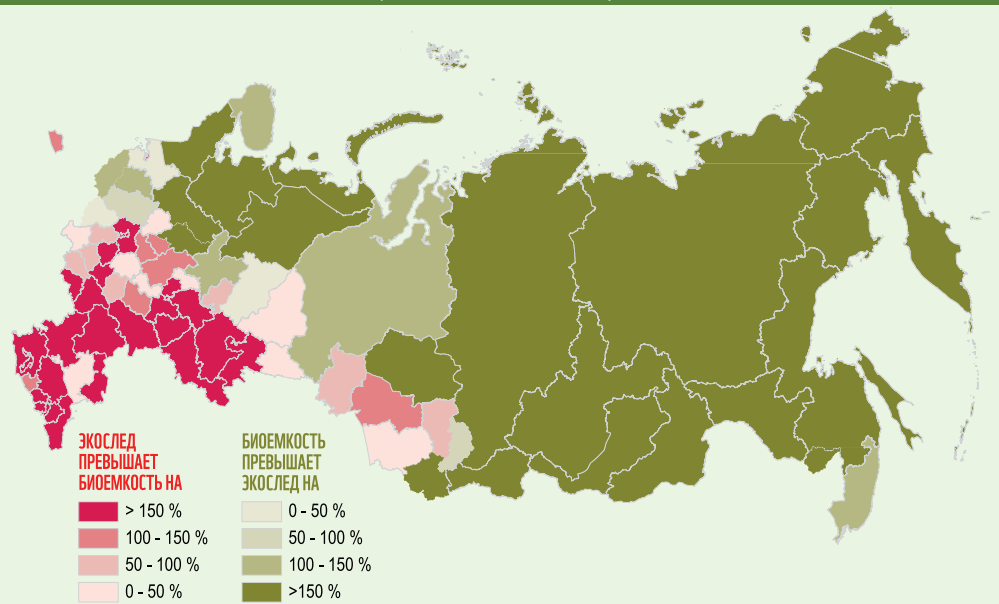 ЭКОСЛЕД
ПРЕВЫШАЕТ
БИОЕМКОСТЬ НА
> 150 %
100 - 150 %
50 - 100 %
0 - 50 %
БИОЕМКОСТЬ
ПРЕВЫШАЕТ
ЭКОСЛЕД НА
0 - 50 %
50 - 100 %
100 - 150 %
>150 %